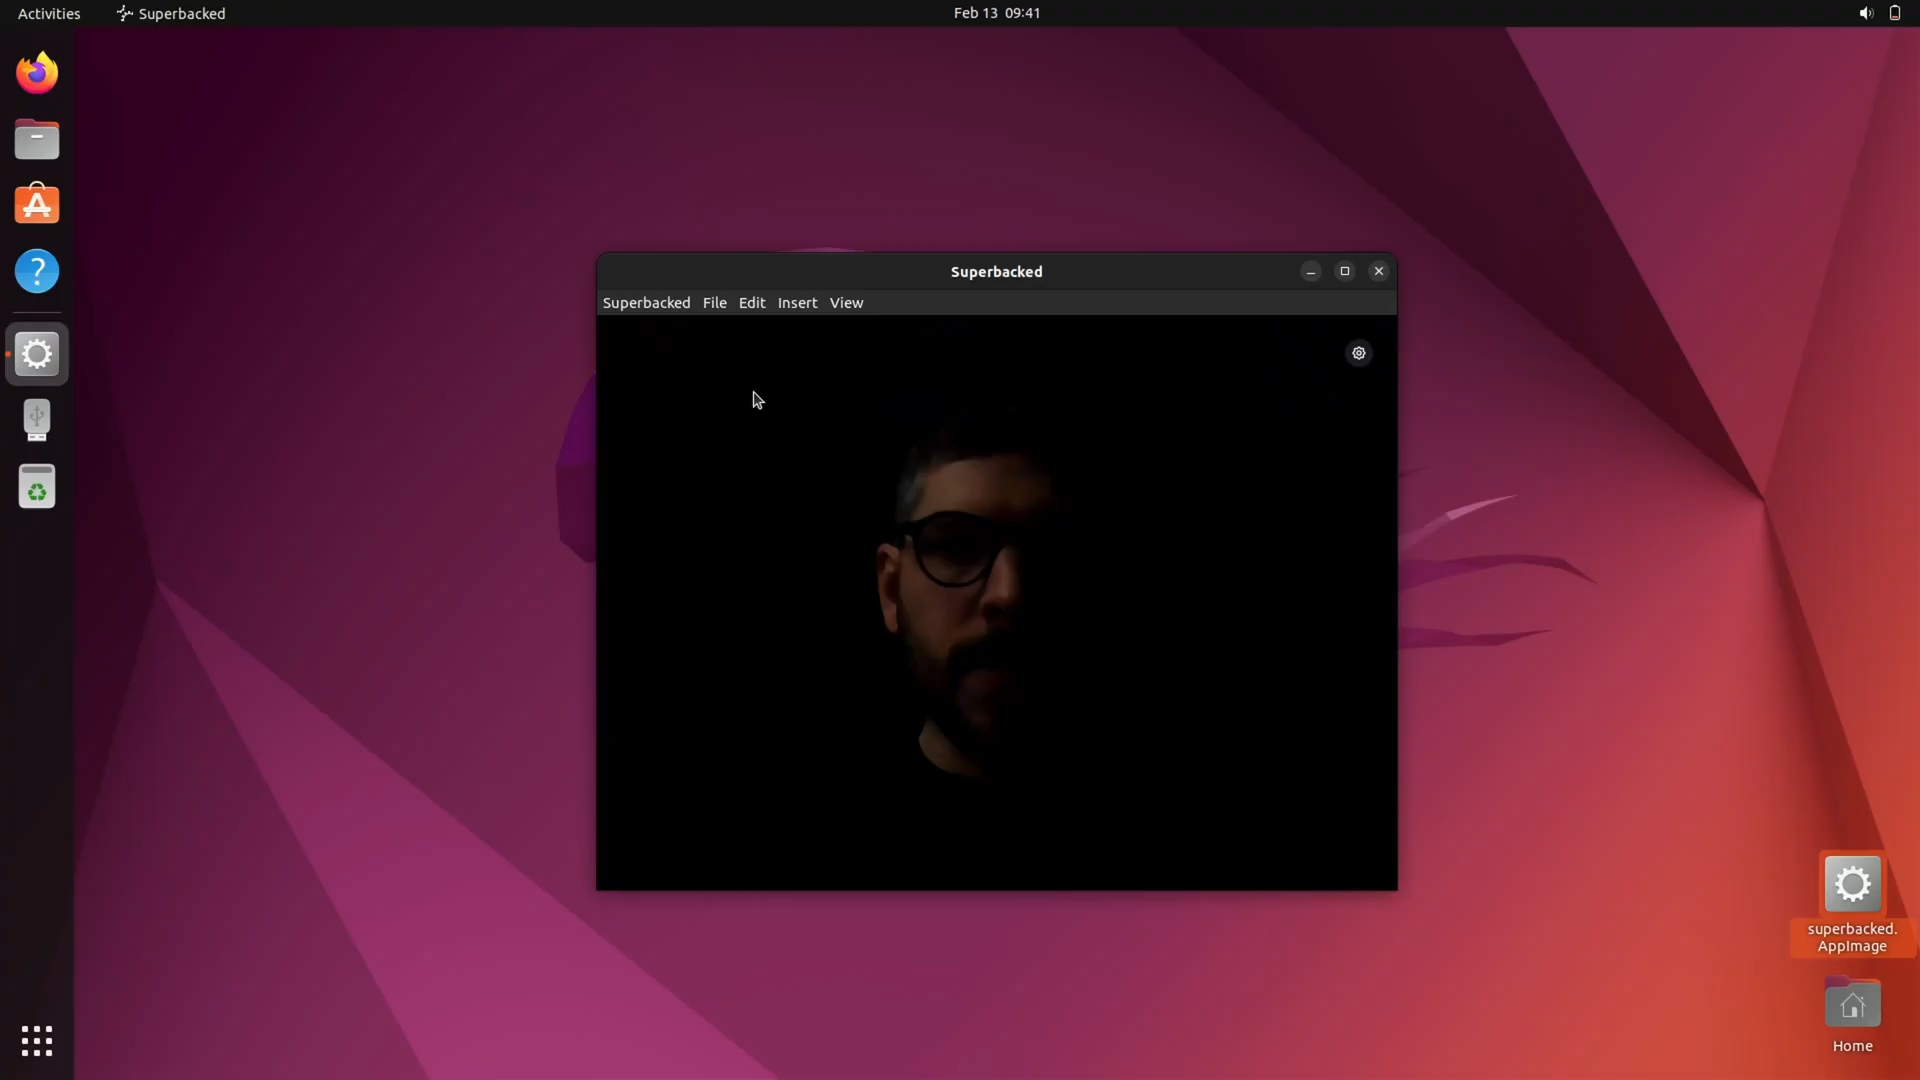 Activities
Superbacked
Feb 13 09:41
Superbacked
Superbacked File Edit Insert View
superbacked.
AppImage
Home